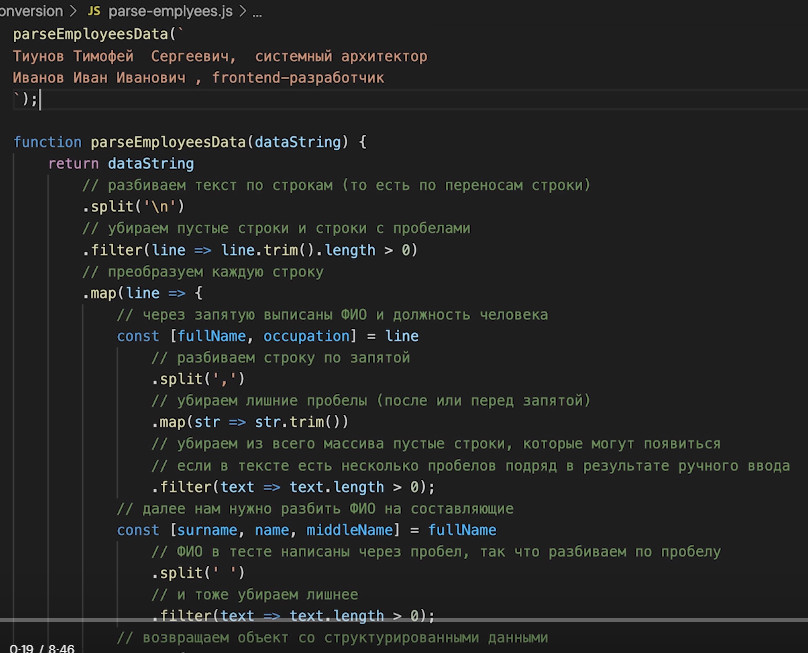 onversion > JS parse-emplyees.js > ...
parseEmployeesData(`
Тиунов Тимофей  Сергеевич,  системный архитектор
Иванов Иван Иванович , frontend-разработчик
`);
function parseEmployeesData(dataString) {
return dataString
// разбиваем текст по строкам (то есть по переносам строки)
.split('\n')
// убираем пустые строки и строки с пробелами
.filter(line => line.trim().length > 0)
// преобразуем каждую строку
.map(line => {
// через запятую выписаны ФИО и должность человека
const [fullName, occupation] = line
// разбиваем строку по запятой
.split(',')
// убираем лишние пробелы (после или перед запятой)
.map(str => str.trim())
// убираем из всего массива пустые строки, которые могут появиться
// если в тексте есть несколько пробелов подряд в результате ручного ввода
.filter(text => text.length > 0);
// далее нам нужно разбить ФИО на составляющие
const [surname, name, middleName] = fullName
// ФИО в тесте написаны через пробел, так что разбиваем по пробелу
.split(' ')
// и тоже убираем лишнее
.filter(text => text.length > 0);
// возвращаем объект со структурированными данными
0:19 / 8:46